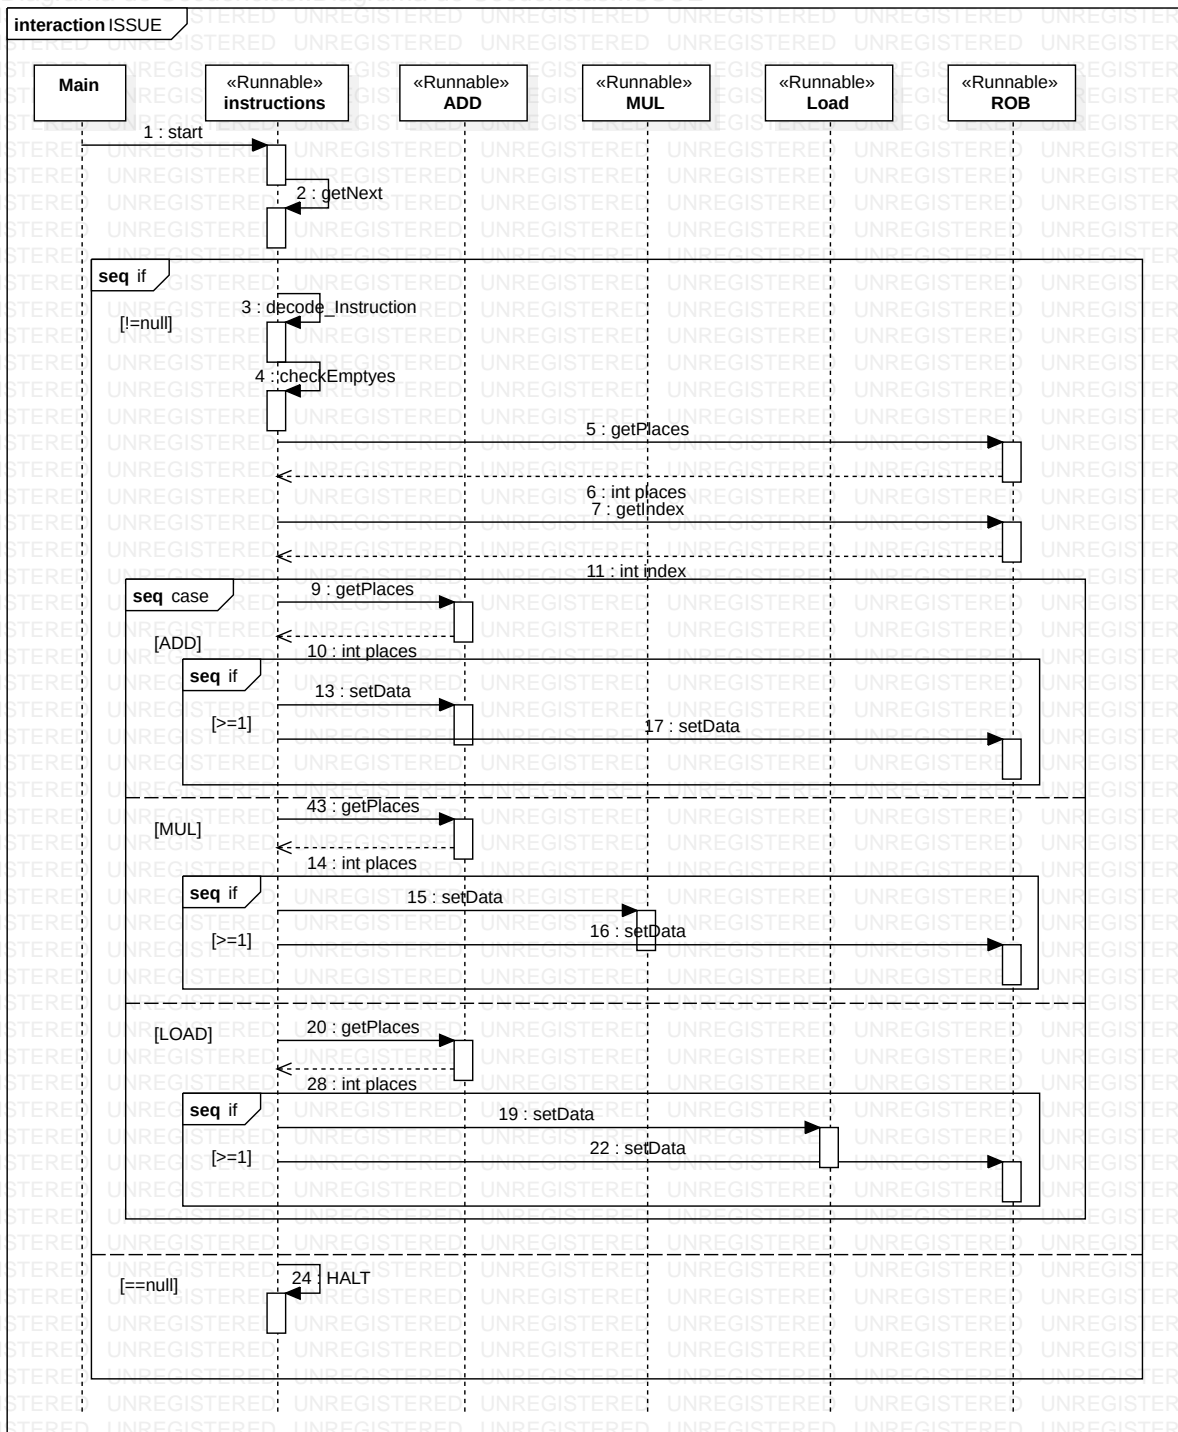 interaction ISSUE
Main
«Runnable»
instructions
«Runnable»
ADD
«Runnable»
MUL
«Runnable»
Load
«Runnable»
ROB
1 : start
2 : getNext
seq if
[!=null]
3 : decode_Instruction
4 : checkEmptyes
5 : getPlaces
6 : int places
7 : getIndex
11 : int index
seq case
[ADD]
9 : getPlaces
10 : int places
seq if
[>=1]
13 : setData
17 : setData
[MUL]
43 : getPlaces
14 : int places
seq if
[>=1]
15 : setData
16 : setData
[LOAD]
20 : getPlaces
28 : int places
seq if
[>=1]
19 : setData
22 : setData
[==null]
24 : HALT